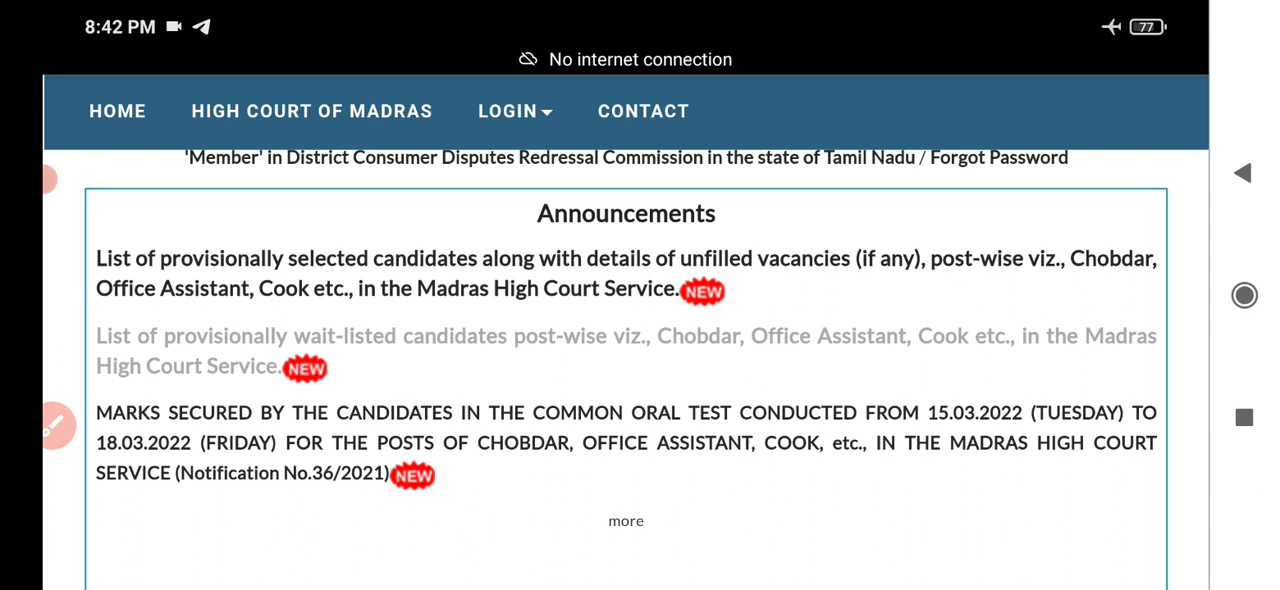 8:42 PM
77
No internet connection
HOME HIGH COURT OF MADRAS LOGIN CONTACT
'Member' in District Consumer Disputes Redressal Commission in the state of Tamil Nadu / Forgot Password
Announcements
List of provisionally selected candidates along with details of unfilled vacancies (if any), post-wise viz., Chobdar,
Office Assistant, Cook etc., in the Madras High Court Service. NEW
List of provisionally wait-listed candidates post-wise viz., Chobdar, Office Assistant, Cook etc., in the Madras
High Court Service. NEW
MARKS SECURED BY THE CANDIDATES IN THE COMMON ORAL TEST CONDUCTED FROM 15.03.2022 (TUESDAY) TO
18.03.2022 (FRIDAY) FOR THE POSTS OF CHOBDAR, OFFICE ASSISTANT, COOK, etc., IN THE MADRAS HIGH COURT
SERVICE (Notification No.36/2021) NEW
more